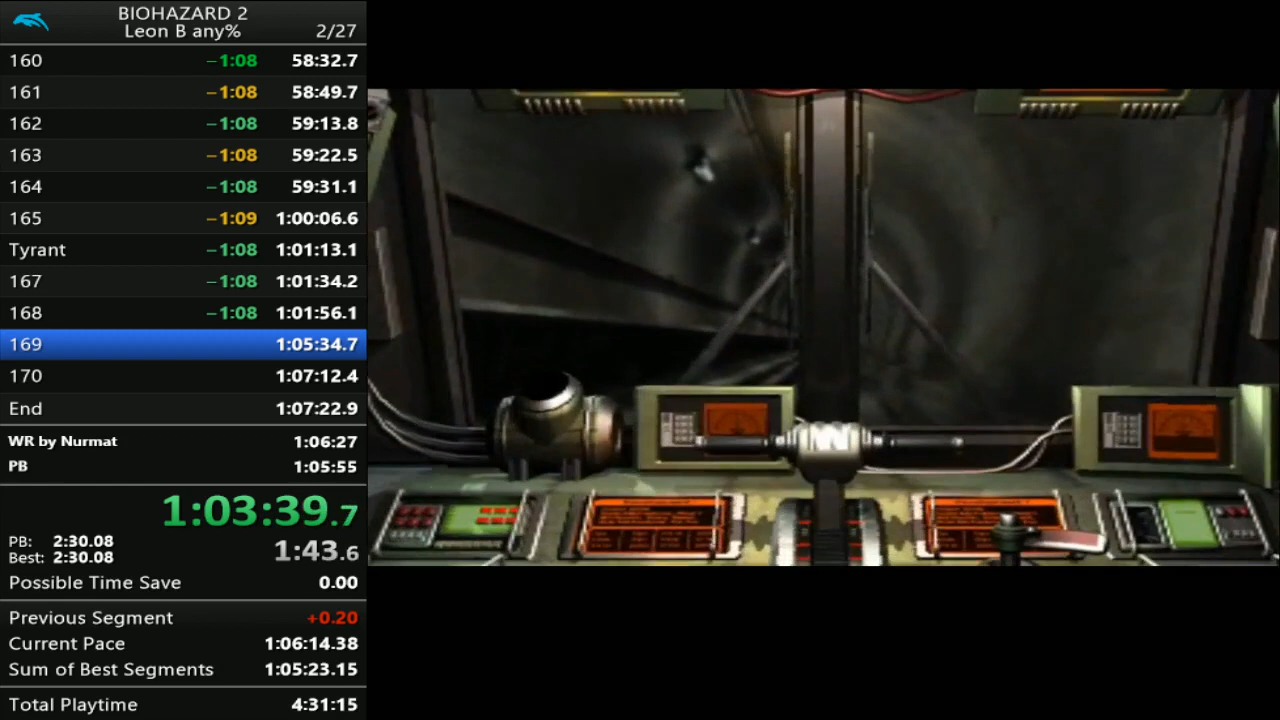 BIOHAZARD 2
Leon B any% 2/27
160 −1:08 58:32.7
161 −1:08 58:49.7
162 −1:08 59:13.8
163 −1:08 59:22.5
164 −1:08 59:31.1
165 −1:09 1:00:06.6
Tyrant −1:08 1:01:13.1
167 −1:08 1:01:34.2
168 −1:08 1:01:56.1
169 1:05:34.7
170 1:07:12.4
End 1:07:22.9
WR by Nurmat 1:06:27
PB 1:05:55
1:03:39.7
PB: 2:30.08
Best: 2:30.08
1:43.6
Possible Time Save 0.00
Previous Segment +0.20
Current Pace 1:06:14.38
Sum of Best Segments 1:05:23.15
Total Playtime 4:31:15